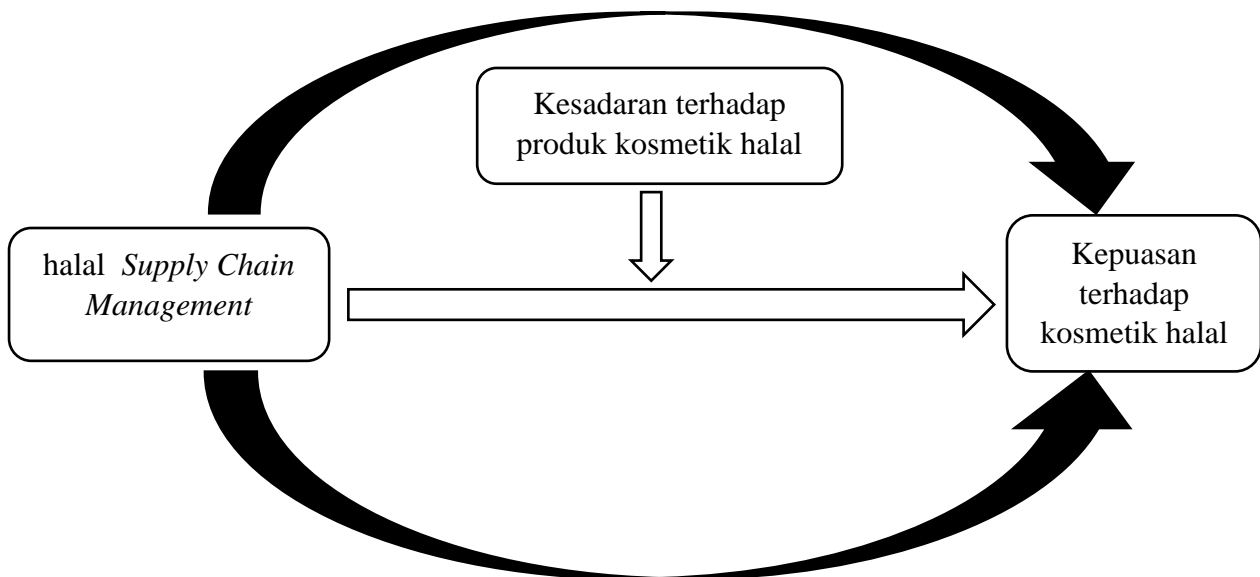 Kesadaran terhadap
produk kosmetik halal
halal Supply Chain
Management
Kepuasan
terhadap
kosmetik halal